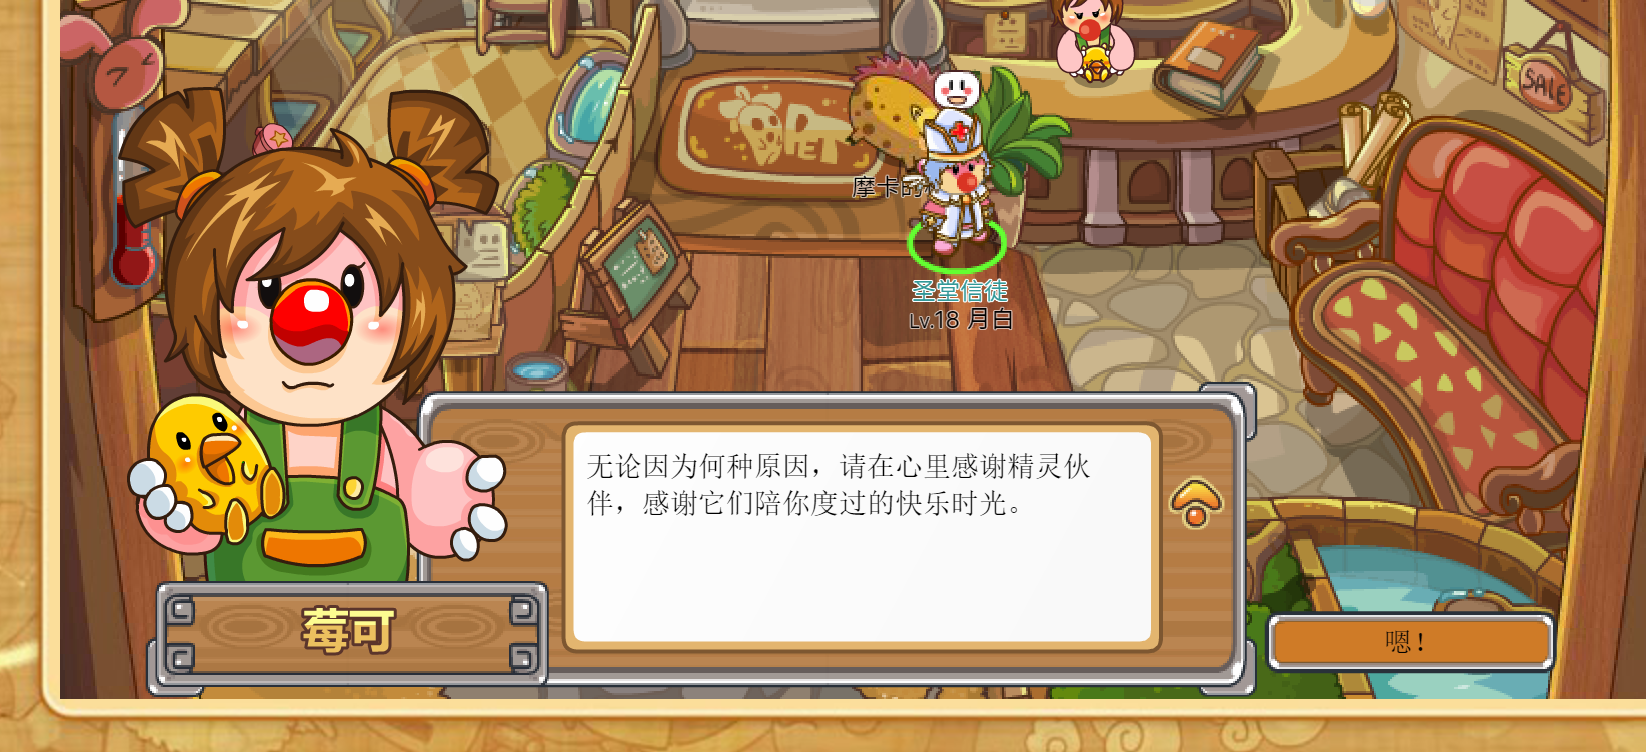 PET
SALE
摩卡的
圣堂信徒
Lv.18 月白
无论因为何种原因，请在心里感谢精灵伙
伴，感谢它们陪你度过的快乐时光。
莓可
嗯！